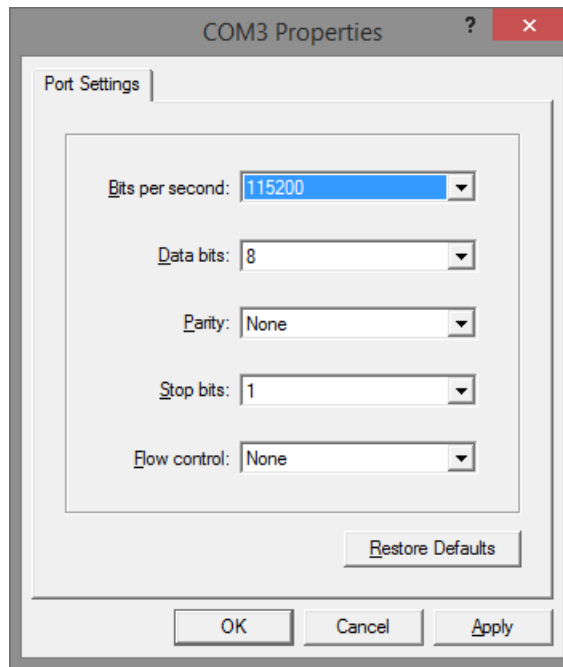 COM3 Properties ?
Port Settings
Bits per second: 115200
Data bits: 8
Parity: None
Stop bits: 1
Flow control: None
Restore Defaults
OK Cancel Apply